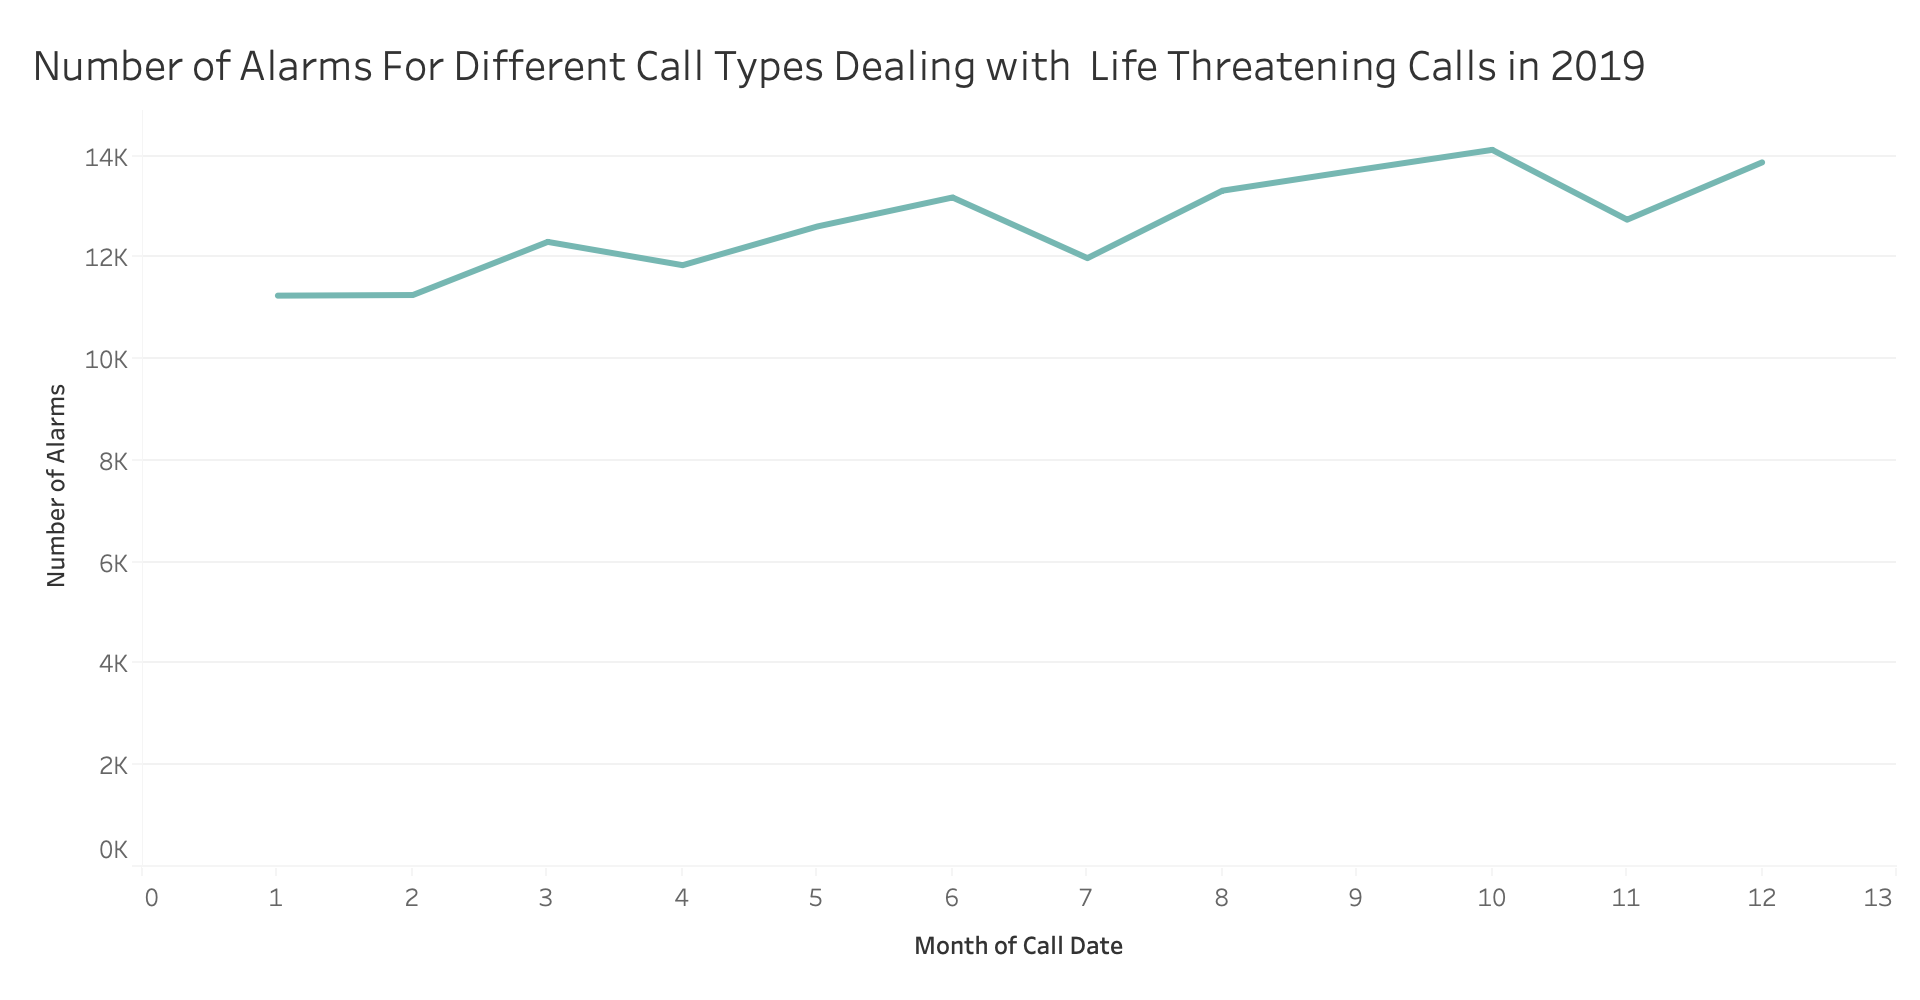 Number of Alarms For Different Call Types Dealing with  Life Threatening Calls in 2019
14K
12K
10K
8K
6K
4K
2K
0K
Number of Alarms
0 1 2 3 4 5 6 7 8 9 10 11 12 13
Month of Call Date